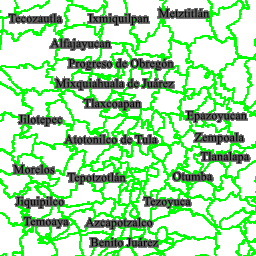 Metztitlán
Tecozautla
Ixmiquilpan
Alfajayucan
Progreso de Obregón
Mixquiahuala de Juárez
Tlaxcoapan
Jilotepec
Epazoyucan
Atotonilco de Tula
Zempoala
Tlanalapa
Morelos
Tepotzotlán
Otumba
Jiquipilco
Tezoyuca
Temoaya
Azcapotzalco
Benito Juárez